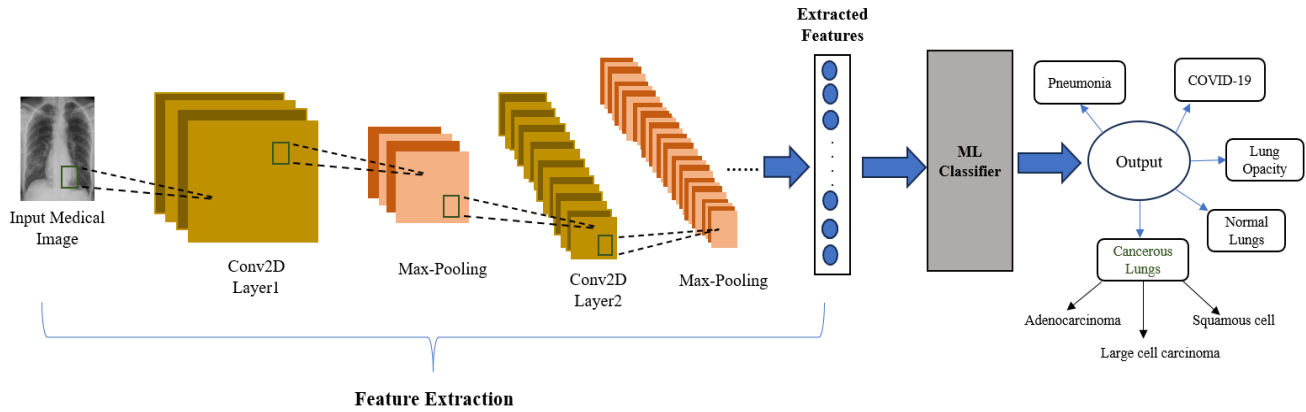 Input Medical
Image
Conv2D
Layer1
Max-Pooling
Conv2D
Layer2
Max-Pooling
Extracted
Features
ML
Classifier
Output
Pneumonia
COVID-19
Lung
Opacity
Normal
Lungs
Cancerous
Lungs
Adenocarcinoma
Large cell carcinoma
Squamous cell
Feature Extraction